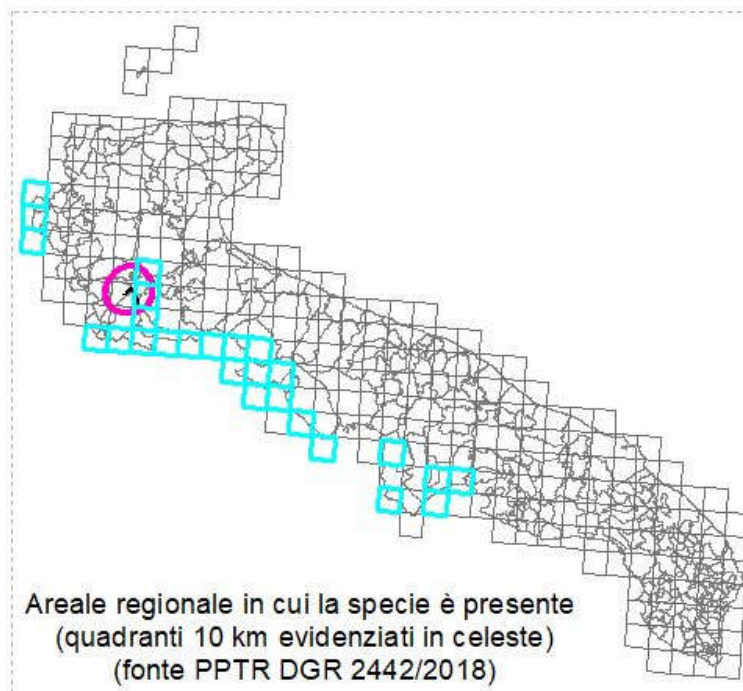 Areale regionale in cui la specie è presente
(quadranti 10 km evidenziati in celeste)
(fonte PPTR DGR 2442/2018)